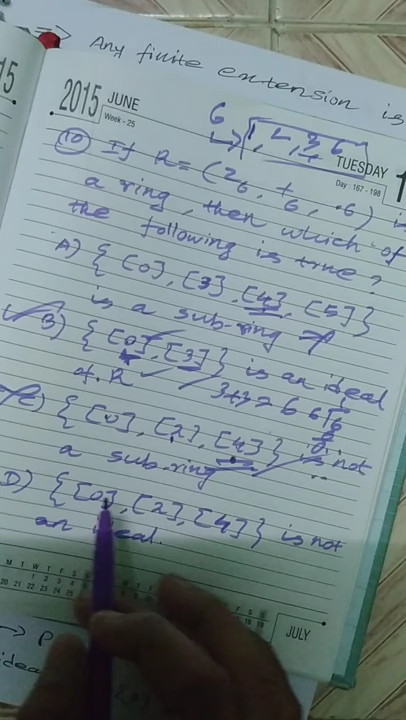 => Any finite extension is
2015 JUNE
Week - 25
6
1, 2, 3, 6
TUESDAY
Day : 167 - 198
10) If R = (Z6, +6, ·6) is
a ring, then which of
the following is true?
A) {[0], [3], [4], [5]}
is a sub-ring
B) {[0], [3]} is an ideal
of R
3+3=6
C) {[0], [2], [4]} is not
a sub-ring
D) {[0], [2], [4]} is not
an ideal.
JULY
idea